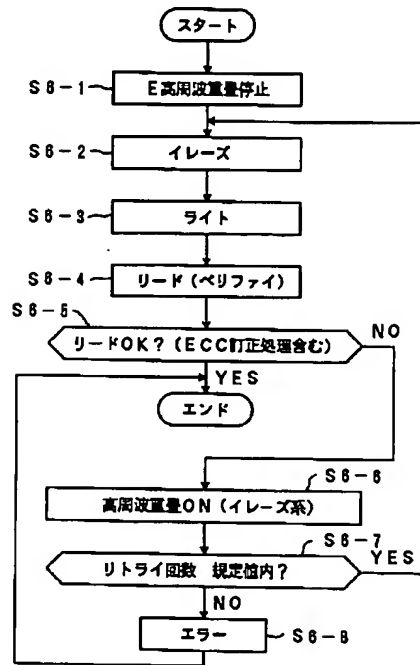 スタート
S6-1
E高周波重畳停止
S6-2
イレーズ
S6-3
ライト
S6-4
リード(ベリファイ)
S6-5
リードOK?(ECC訂正処理含む)
NO
YES
エンド
S6-6
高周波重畳ON(イレーズ系)
S6-7
リトライ回数 規定値内?
YES
NO
エラー
S6-8